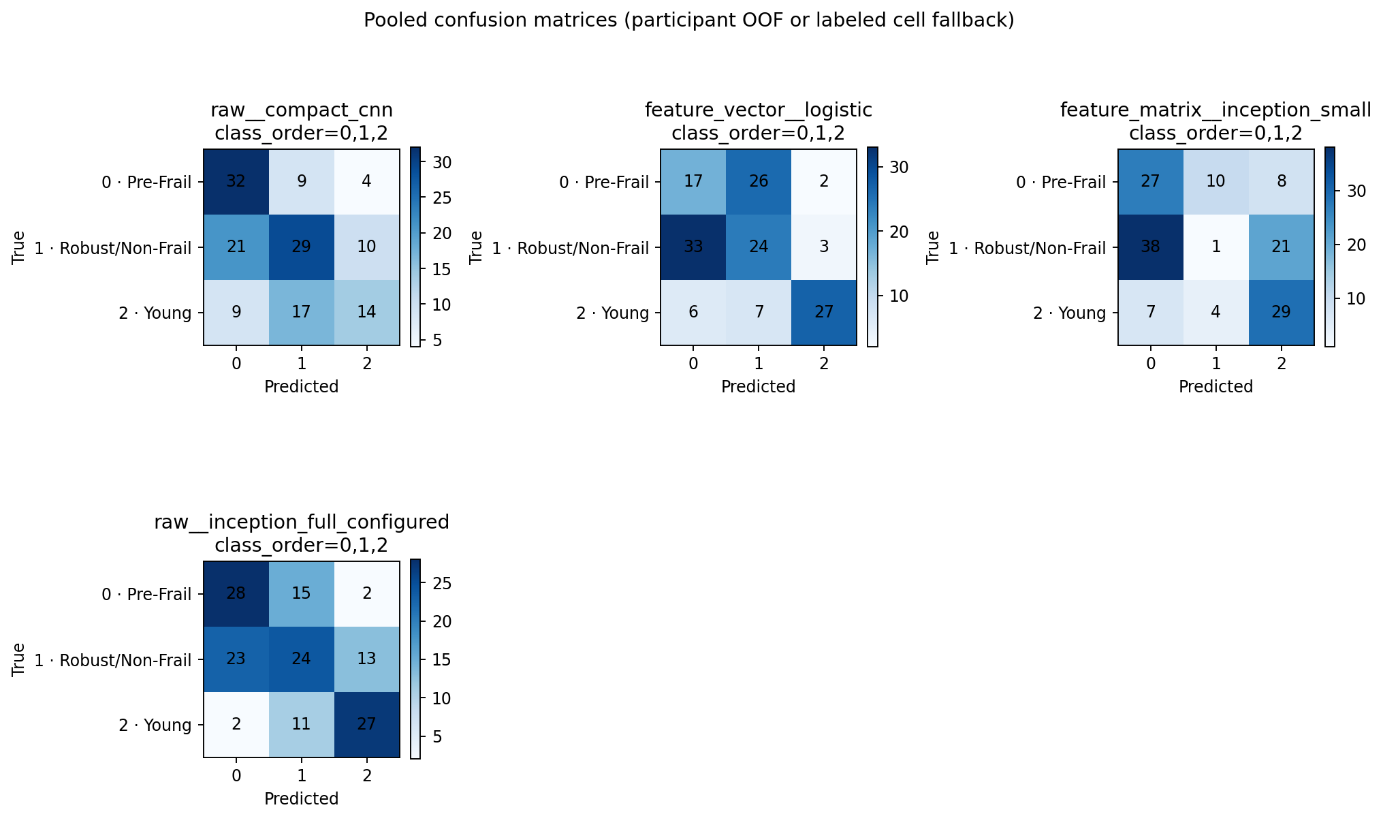 Pooled confusion matrices (participant OOF or labeled cell fallback)
raw__compact_cnn
class_order=0,1,2
True
0 · Pre-Frail
1 · Robust/Non-Frail
2 · Young
32 9 4
21 29 10
9 17 14
0 1 2
Predicted
30
25
20
15
10
5
feature_vector__logistic
class_order=0,1,2
True
0 · Pre-Frail
1 · Robust/Non-Frail
2 · Young
17 26 2
33 24 3
6 7 27
0 1 2
Predicted
30
20
10
feature_matrix__inception_small
class_order=0,1,2
True
0 · Pre-Frail
1 · Robust/Non-Frail
2 · Young
27 10 8
38 1 21
7 4 29
0 1 2
Predicted
30
20
10
raw__inception_full_configured
class_order=0,1,2
True
0 · Pre-Frail
1 · Robust/Non-Frail
2 · Young
28 15 2
23 24 13
2 11 27
0 1 2
Predicted
25
20
15
10
5